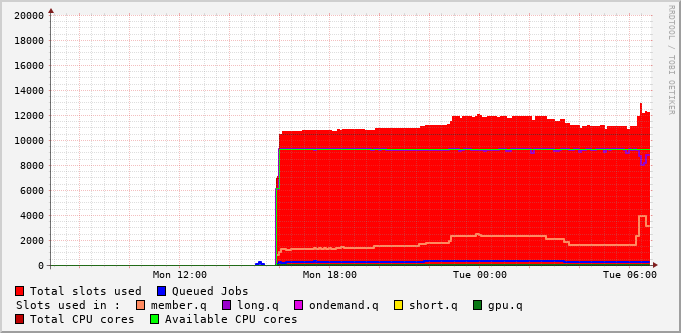 20000
18000
16000
14000
12000
10000
8000
6000
4000
2000
0
Mon 12:00 Mon 18:00 Tue 00:00 Tue 06:00
Total slots used Queued Jobs
Slots used in : member.q long.q ondemand.q short.q gpu.q
Total CPU cores Available CPU cores
RRDTOOL / TOBI OETIKER